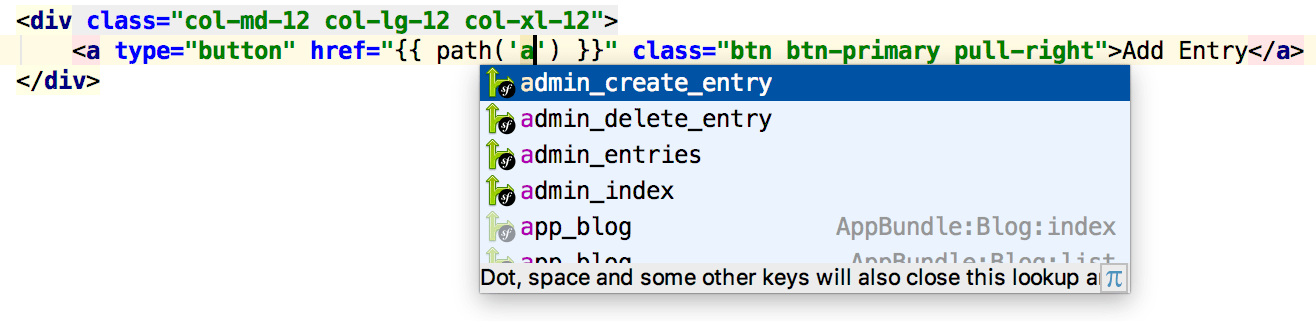 <div class="col-md-12 col-lg-12 col-xl-12">
<a type="button" href="{{ path('a') }}" class="btn btn-primary pull-right">Add Entry</a>
</div>
admin_create_entry
admin_delete_entry
admin_entries
admin_index
app_blog AppBundle:Blog:index
app_blog AppBundle:Blog:list
Dot, space and some other keys will also close this lookup a π